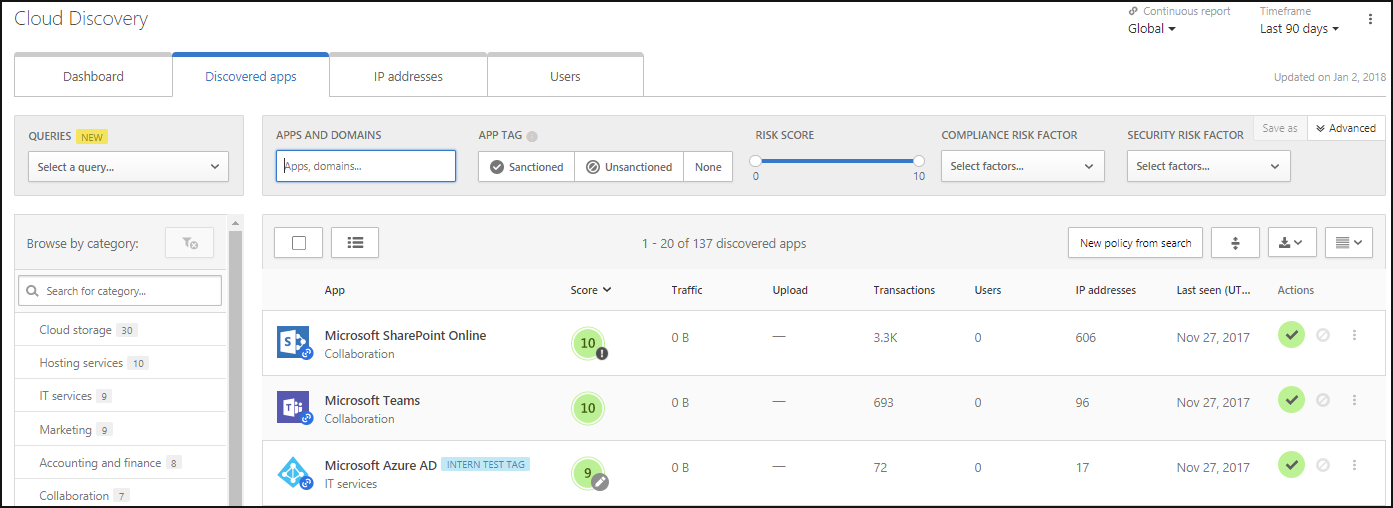 Cloud Discovery
Continuous report
Global
Timeframe
Last 90 days
Dashboard
Discovered apps
IP addresses
Users
Updated on Jan 2, 2018
QUERIES NEW
Select a query...
APPS AND DOMAINS
Apps, domains...
APP TAG
Sanctioned
Unsanctioned
None
RISK SCORE
0 10
COMPLIANCE RISK FACTOR
Select factors...
SECURITY RISK FACTOR
Select factors...
Save as
Advanced
Browse by category:
Search for category...
Cloud storage 30
Hosting services 10
IT services 9
Marketing 9
Accounting and finance 8
Collaboration 7
1 - 20 of 137 discovered apps
New policy from search
App Score Traffic Upload Transactions Users IP addresses Last seen (UT... Actions
Microsoft SharePoint Online
Collaboration
10 0 B — 3.3K 0 606 Nov 27, 2017
Microsoft Teams
Collaboration
10 0 B — 693 0 96 Nov 27, 2017
Microsoft Azure AD INTERN TEST TAG
IT services
9 0 B — 72 0 17 Nov 27, 2017